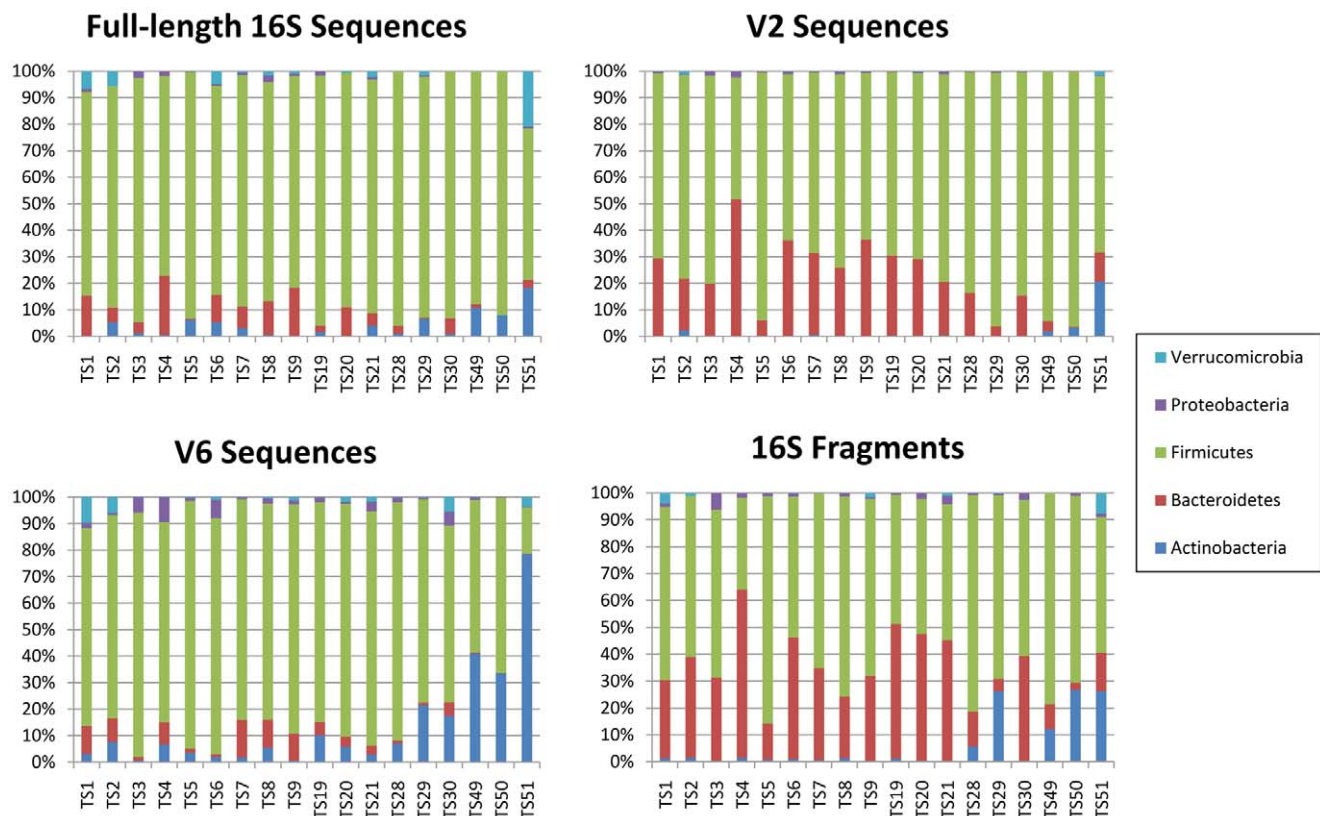 Full-length 16S Sequences
100%
90%
80%
70%
60%
50%
40%
30%
20%
10%
0%
TS1
TS2
TS3
TS4
TS5
TS6
TS7
TS8
TS9
TS19
TS20
TS21
TS28
TS29
TS30
TS49
TS50
TS51
V2 Sequences
100%
90%
80%
70%
60%
50%
40%
30%
20%
10%
0%
TS1
TS2
TS3
TS4
TS5
TS6
TS7
TS8
TS9
TS19
TS20
TS21
TS28
TS29
TS30
TS49
TS50
TS51
V6 Sequences
100%
90%
80%
70%
60%
50%
40%
30%
20%
10%
0%
TS1
TS2
TS3
TS4
TS5
TS6
TS7
TS8
TS9
TS19
TS20
TS21
TS28
TS29
TS30
TS49
TS50
TS51
16S Fragments
100%
90%
80%
70%
60%
50%
40%
30%
20%
10%
0%
TS1
TS2
TS3
TS4
TS5
TS6
TS7
TS8
TS9
TS19
TS20
TS21
TS28
TS29
TS30
TS49
TS50
TS51
Verrucomicrobia
Proteobacteria
Firmicutes
Bacteroidetes
Actinobacteria